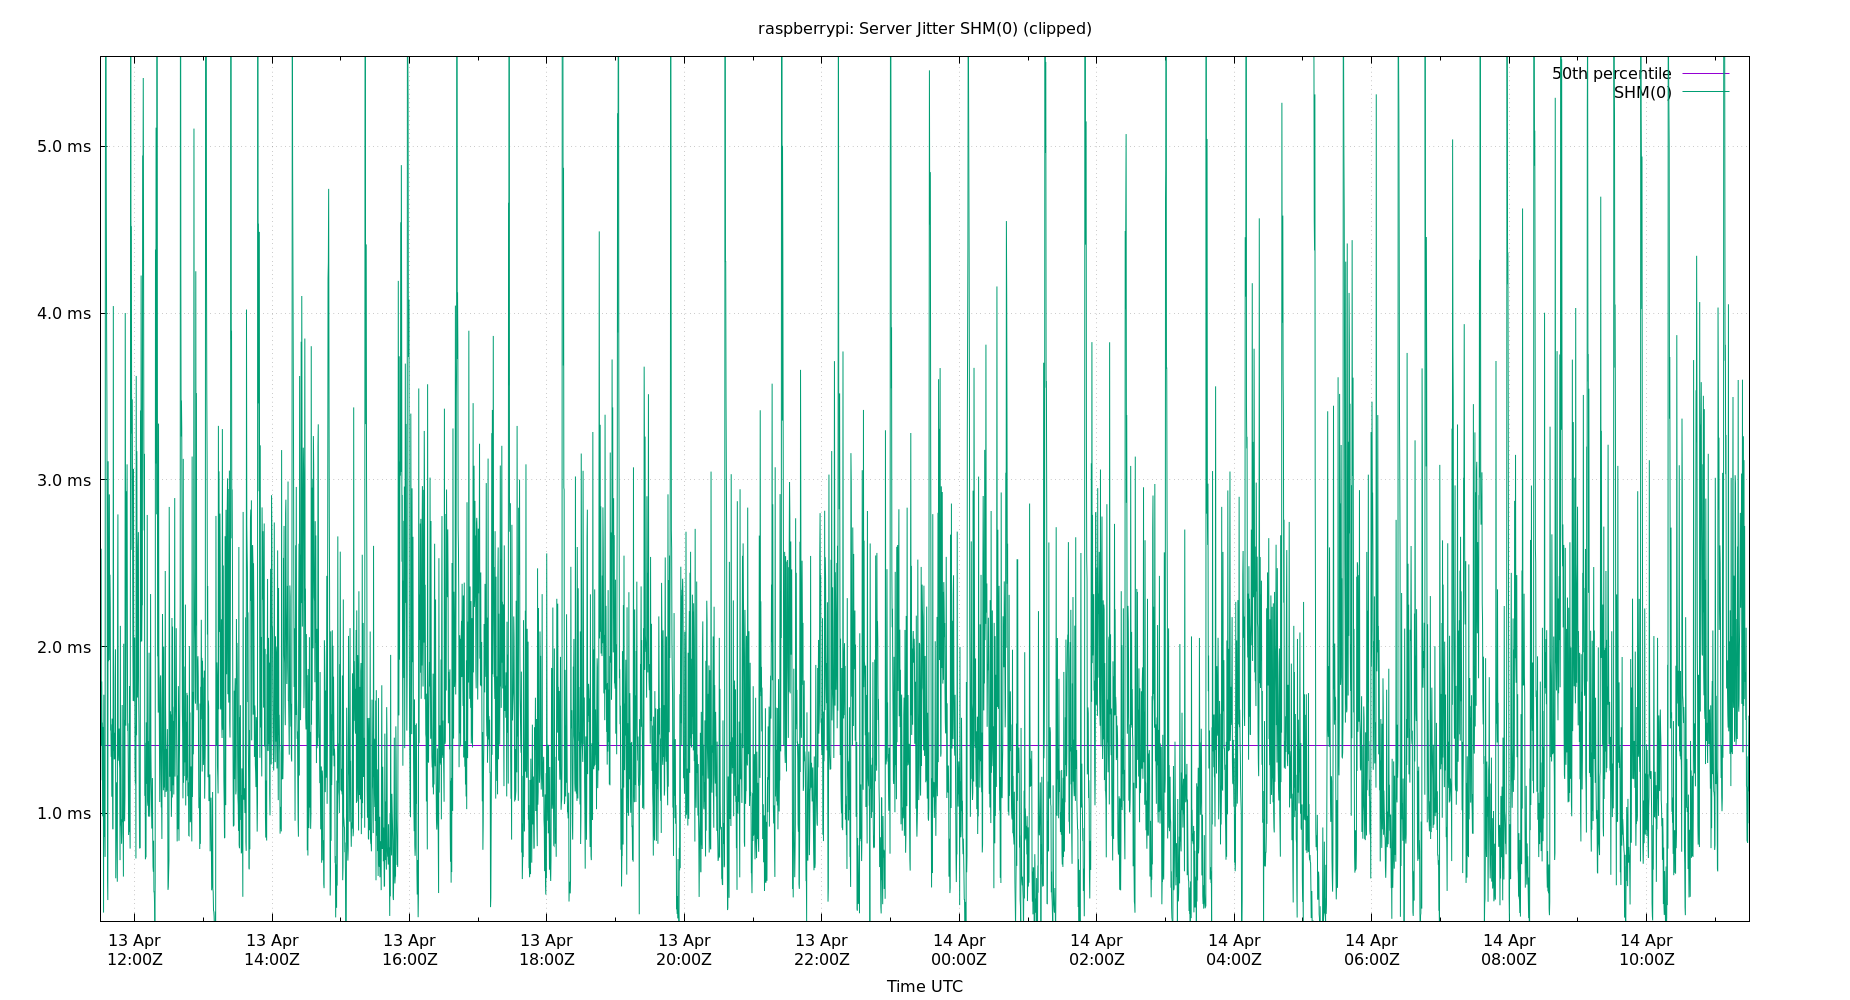 raspberrypi: Server Jitter SHM(0) (clipped)
50th percentile
SHM(0)
5.0 ms
4.0 ms
3.0 ms
2.0 ms
1.0 ms
13 Apr 13 Apr 13 Apr 13 Apr 13 Apr 13 Apr 14 Apr 14 Apr 14 Apr 14 Apr 14 Apr 14 Apr
12:00Z 14:00Z 16:00Z 18:00Z 20:00Z 22:00Z 00:00Z 02:00Z 04:00Z 06:00Z 08:00Z 10:00Z
Time UTC